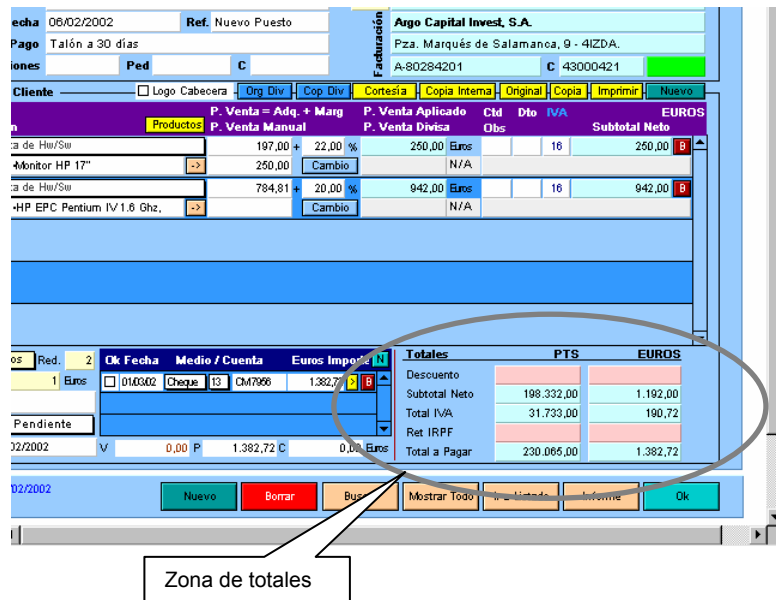 echa 06/02/2002 Ref. Nuevo Puesto
Pago Talón a 30 días
iones Ped C
Facturación
Argo Capital Invest, S.A.
Pza. Marqués de Salamanca, 9 - 4IZDA.
A-80284201 C 43000421
Cliente Logo Cabecera Org Div Cop Div Cortesía Copia Interna Original Copia Imprimir Nuevo
P. Venta = Adq. + Marg P. Venta Aplicado Ctd Dto IVA EUROS
n Productos P. Venta Manual P. Venta Divisa Obs Subtotal Neto
ta de Hw/Sw 197,00 + 22,00 % 250,00 Euros 16 250,00 B
•Monitor HP 17" -> 250,00 Cambio N/A
ta de Hw/Sw 784,81 + 20,00 % 942,00 Euros 16 942,00 B
•HP EPC Pentium IV 1.6 Ghz, -> Cambio N/A
os Red. 2
1 Euros
Pendiente
02/2002
Ok Fecha Medio / Cuenta Euros Importe N
01/03/02 Cheque 13 CM7956 1.382,72 > B
V 0,00 P 1.382,72 C 0,00 Euros
Totales PTS EUROS
Descuento
Subtotal Neto 198.332,00 1.192,00
Total IVA 31.733,00 190,72
Ret IRPF
Total a Pagar 230.065,00 1.382,72
02/2002
Nuevo Borrar Bus Mostrar Todo Informe Ok
Zona de totales